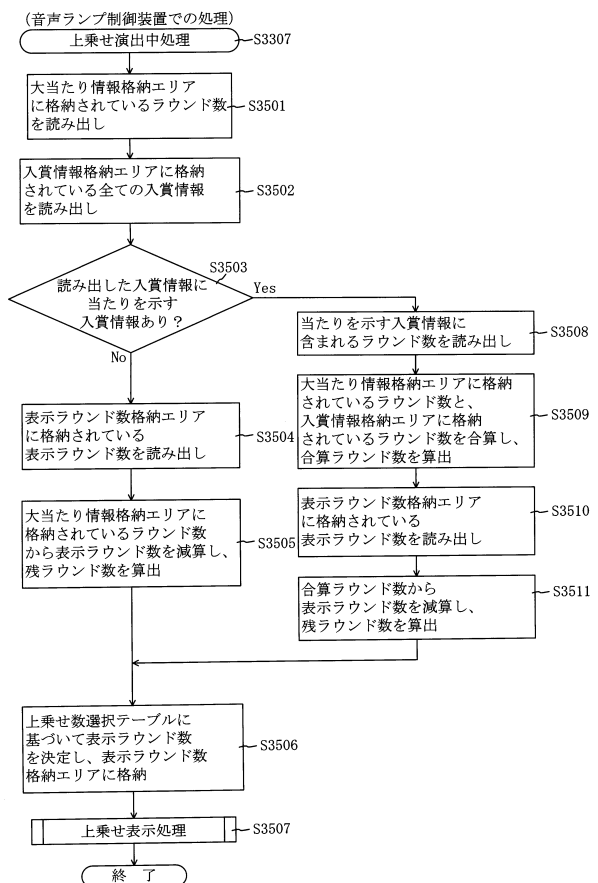 (音声ランプ制御装置での処理)
上乗せ演出中処理
S3307
大当たり情報格納エリア
に格納されているラウンド数
を読み出し
S3501
入賞情報格納エリアに格納
されている全ての入賞情報
を読み出し
S3502
S3503
読み出した入賞情報に
当たりを示す
入賞情報あり？
Yes
No
表示ラウンド数格納エリア
に格納されている
表示ラウンド数を読み出し
S3504
大当たり情報格納エリアに
格納されているラウンド数
から表示ラウンド数を減算し、
残ラウンド数を算出
S3505
当たりを示す入賞情報に
含まれるラウンド数を読み出し
S3508
大当たり情報格納エリアに格納
されているラウンド数と、
入賞情報格納エリアに格納
されているラウンド数を合算し、
合算ラウンド数を算出
S3509
表示ラウンド数格納エリア
に格納されている
表示ラウンド数を読み出し
S3510
合算ラウンド数から
表示ラウンド数を減算し、
残ラウンド数を算出
S3511
上乗せ数選択テーブルに
基づいて表示ラウンド数
を決定し、表示ラウンド数
格納エリアに格納
S3506
上乗せ表示処理
S3507
終 了